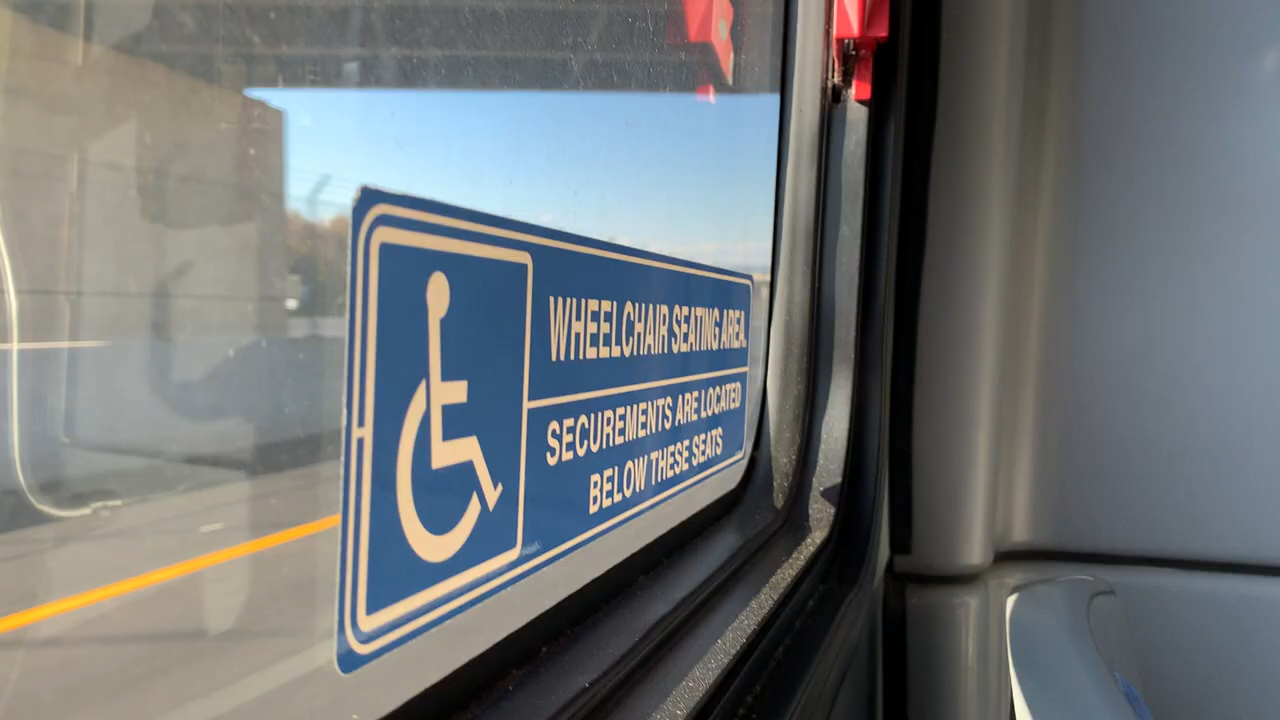 WHEELCHAIR SEATING AREA.
SECUREMENTS ARE LOCATED
BELOW THESE SEATS